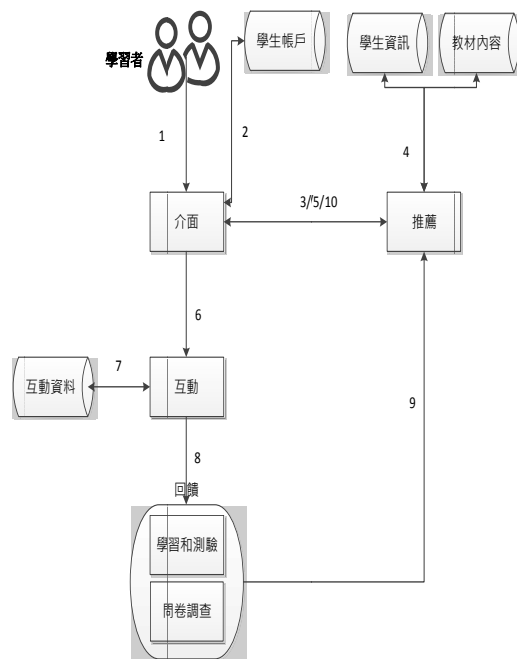 學生帳戶
學生資訊
教材內容
學習者
1
2
4
介面
3/5/10
推薦
6
互動資料
7
互動
9
8
回饋
學習和測驗
問卷調查